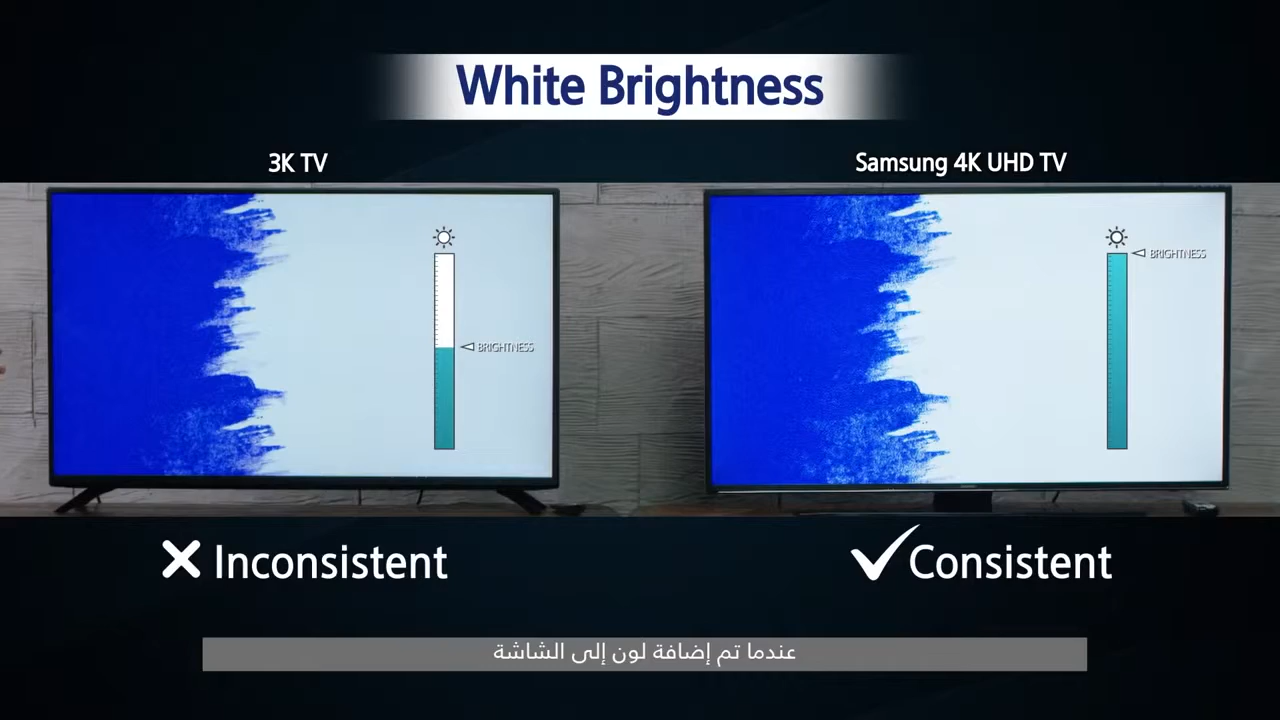 White Brightness
3K TV
Samsung 4K UHD TV
BRIGHTNESS
BRIGHTNESS
Inconsistent
Consistent
عندما تم إضافة لون إلى الشاشة